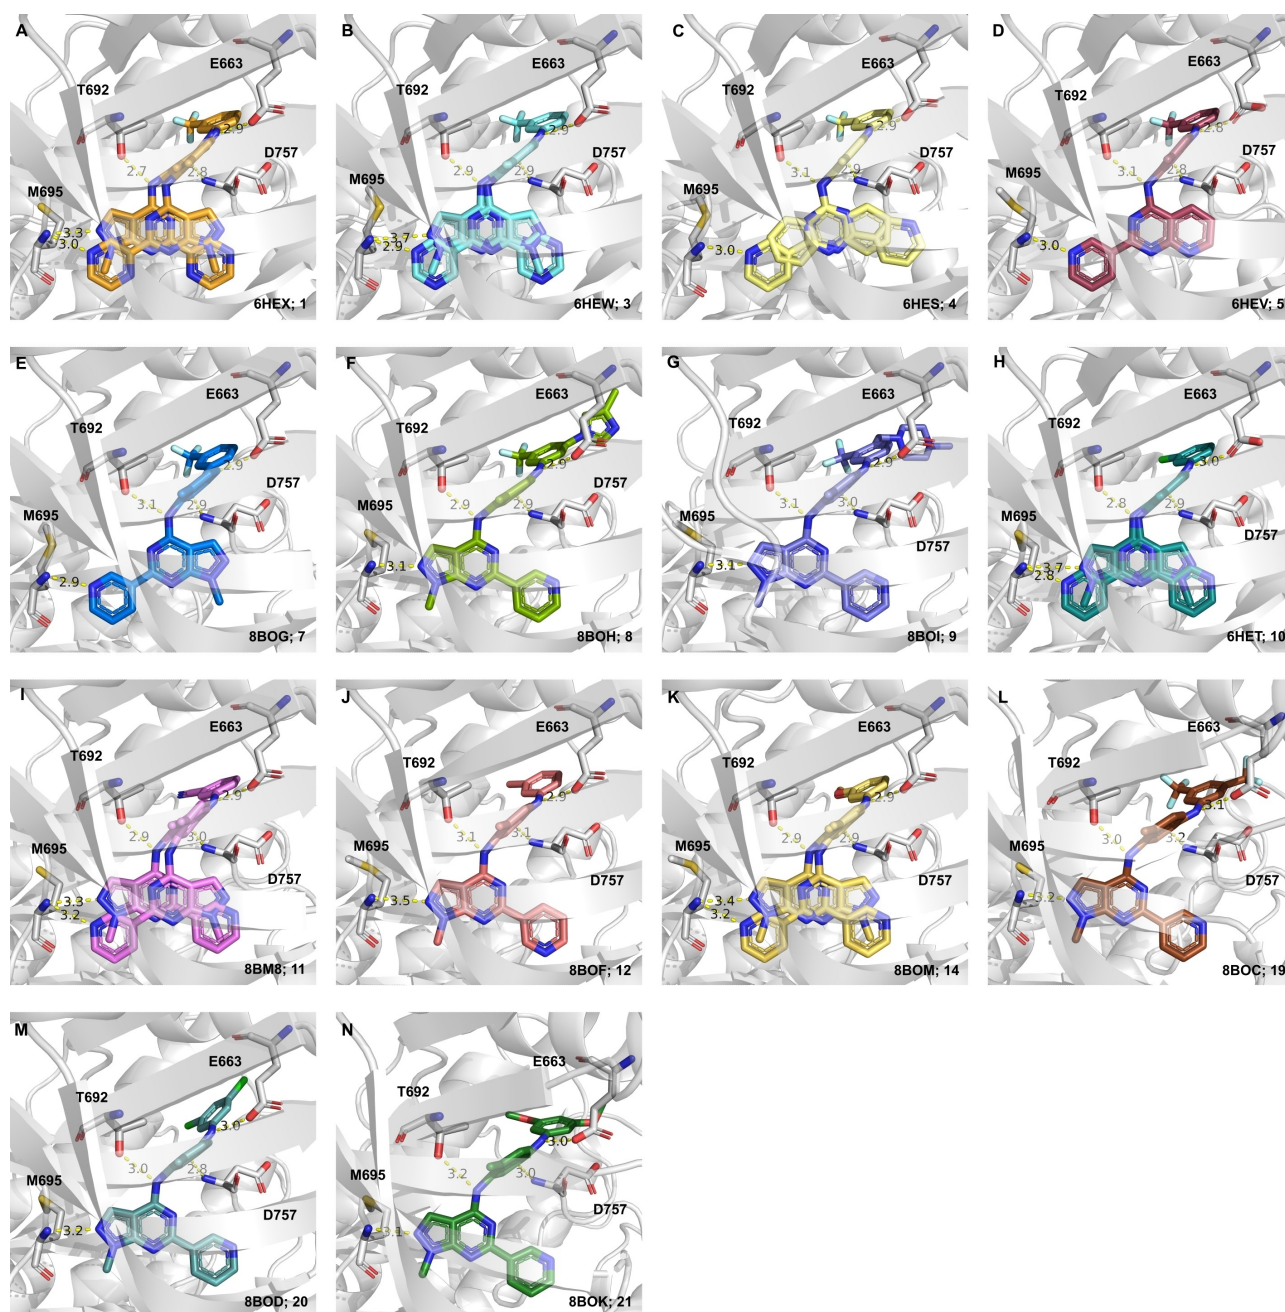 A
E663
T692
2.9
2.7
2.8
D757
M695
3.3
3.0
6HEX; 1
B
E663
T692
2.9
2.9
2.9
D757
M695
3.7
2.9
6HEW; 3
C
E663
T692
2.9
3.1
2.9
D757
M695
3.0
6HES; 4
D
E663
T692
2.8
3.1
2.8
D757
M695
3.0
6HEV; 5
E
E663
T692
2.9
3.1
2.9
D757
M695
2.9
8BOG; 7
F
E663
T692
2.9
2.9
2.9
D757
M695
3.1
8BOH; 8
G
E663
T692
2.9
3.1
3.0
D757
M695
3.1
8BOI; 9
H
E663
T692
3.0
2.8
2.9
D757
M695
3.7
2.8
6HET; 10
I
E663
T692
2.9
2.9
3.0
D757
M695
3.3
3.2
8BM8; 11
J
E663
T692
2.9
3.1
3.1
D757
M695
3.5
8BOF; 12
K
E663
T692
2.9
2.9
2.9
D757
M695
3.4
3.2
8BOM; 14
L
E663
T692
3.1
3.0
3.2
D757
M695
3.2
8BOC; 19
M
E663
T692
3.0
3.0
2.8
D757
M695
3.2
8BOD; 20
N
E663
T692
3.0
3.2
3.0
D757
M695
3.1
8BOK; 21